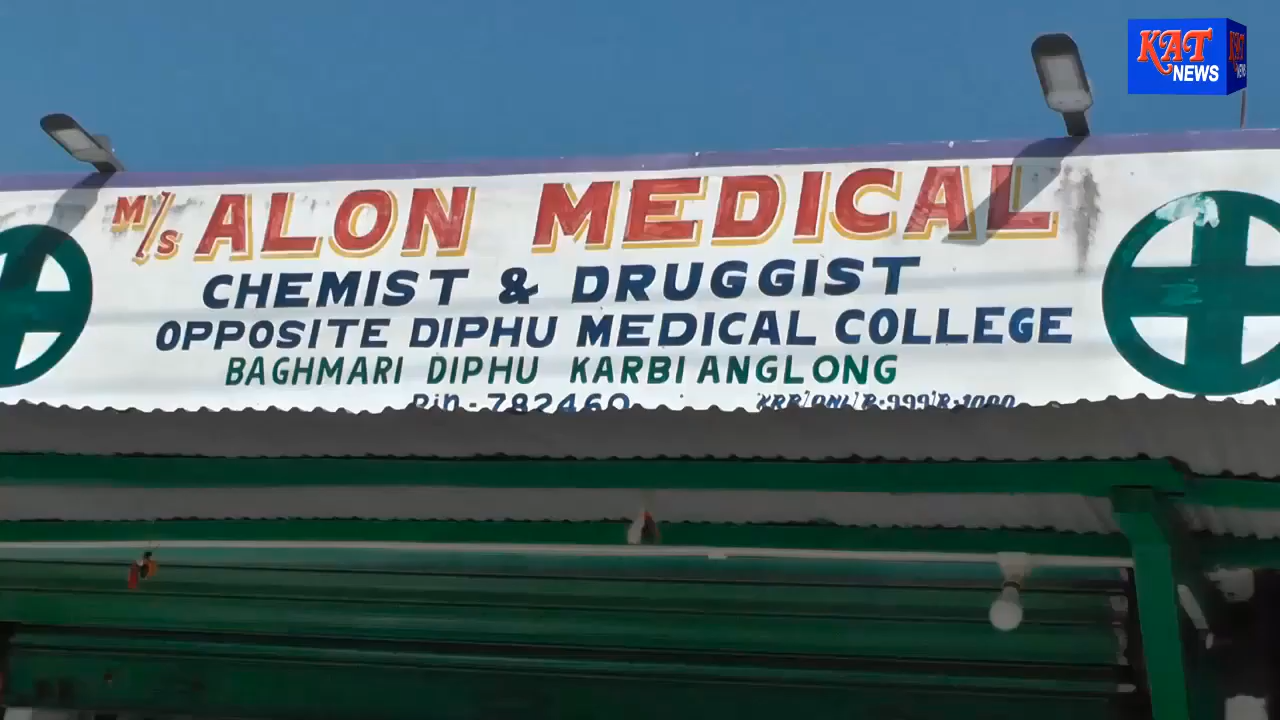 KAT
NEWS
M/s ALON MEDICAL
CHEMIST & DRUGGIST
OPPOSITE DIPHU MEDICAL COLLEGE
BAGHMARI DIPHU KARBI ANGLONG
Pin - 782460